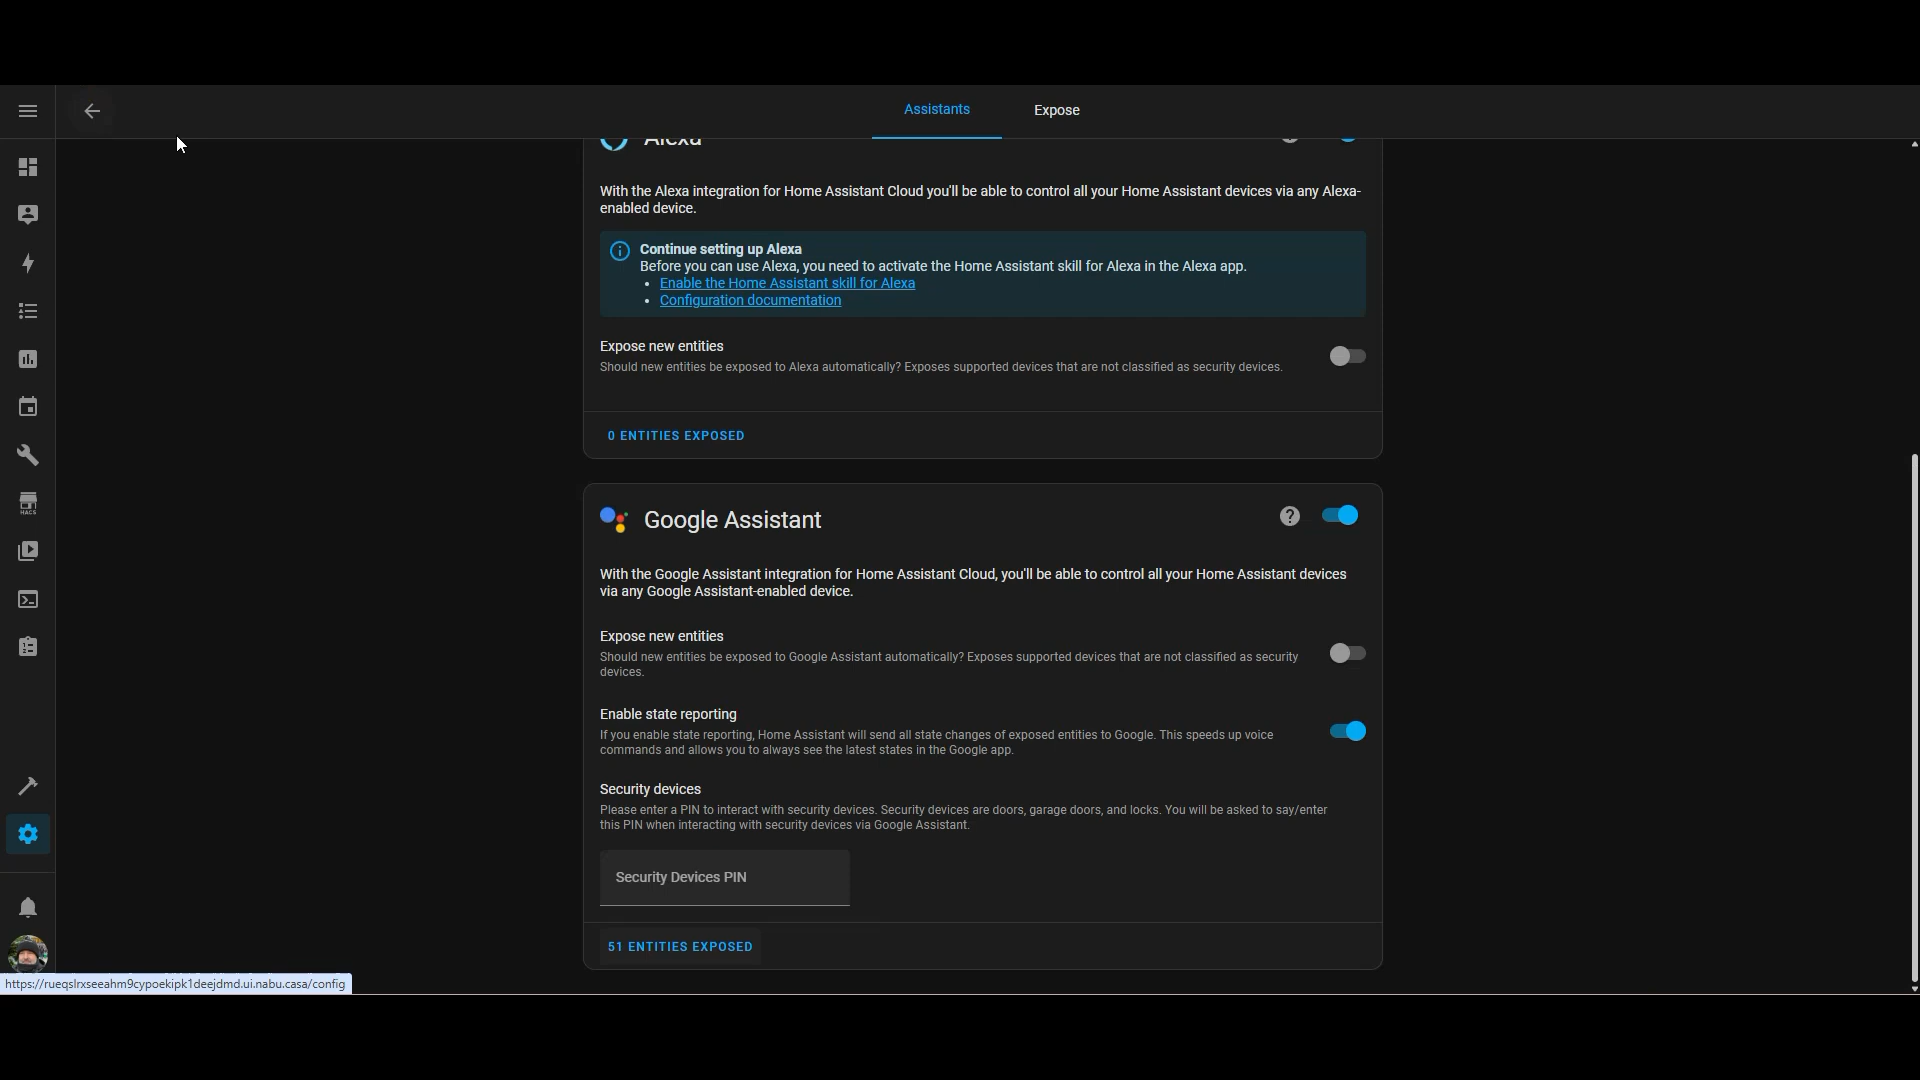 Assistants
Expose
Alexa
With the Alexa integration for Home Assistant Cloud you'll be able to control all your Home Assistant devices via any Alexa-
enabled device.
Continue setting up Alexa
Before you can use Alexa, you need to activate the Home Assistant skill for Alexa in the Alexa app.
• Enable the Home Assistant skill for Alexa
• Configuration documentation
Expose new entities
Should new entities be exposed to Alexa automatically? Exposes supported devices that are not classified as security devices.
0 ENTITIES EXPOSED
HACS
Google Assistant
With the Google Assistant integration for Home Assistant Cloud, you'll be able to control all your Home Assistant devices
via any Google Assistant-enabled device.
Expose new entities
Should new entities be exposed to Google Assistant automatically? Exposes supported devices that are not classified as security
devices.
Enable state reporting
If you enable state reporting, Home Assistant will send all state changes of exposed entities to Google. This speeds up voice
commands and allows you to always see the latest states in the Google app.
Security devices
Please enter a PIN to interact with security devices. Security devices are doors, garage doors, and locks. You will be asked to say/enter
this PIN when interacting with security devices via Google Assistant.
Security Devices PIN
51 ENTITIES EXPOSED
https://rueqslrxseeahm9cypoekipk1deejdmd.ui.nabu.casa/config